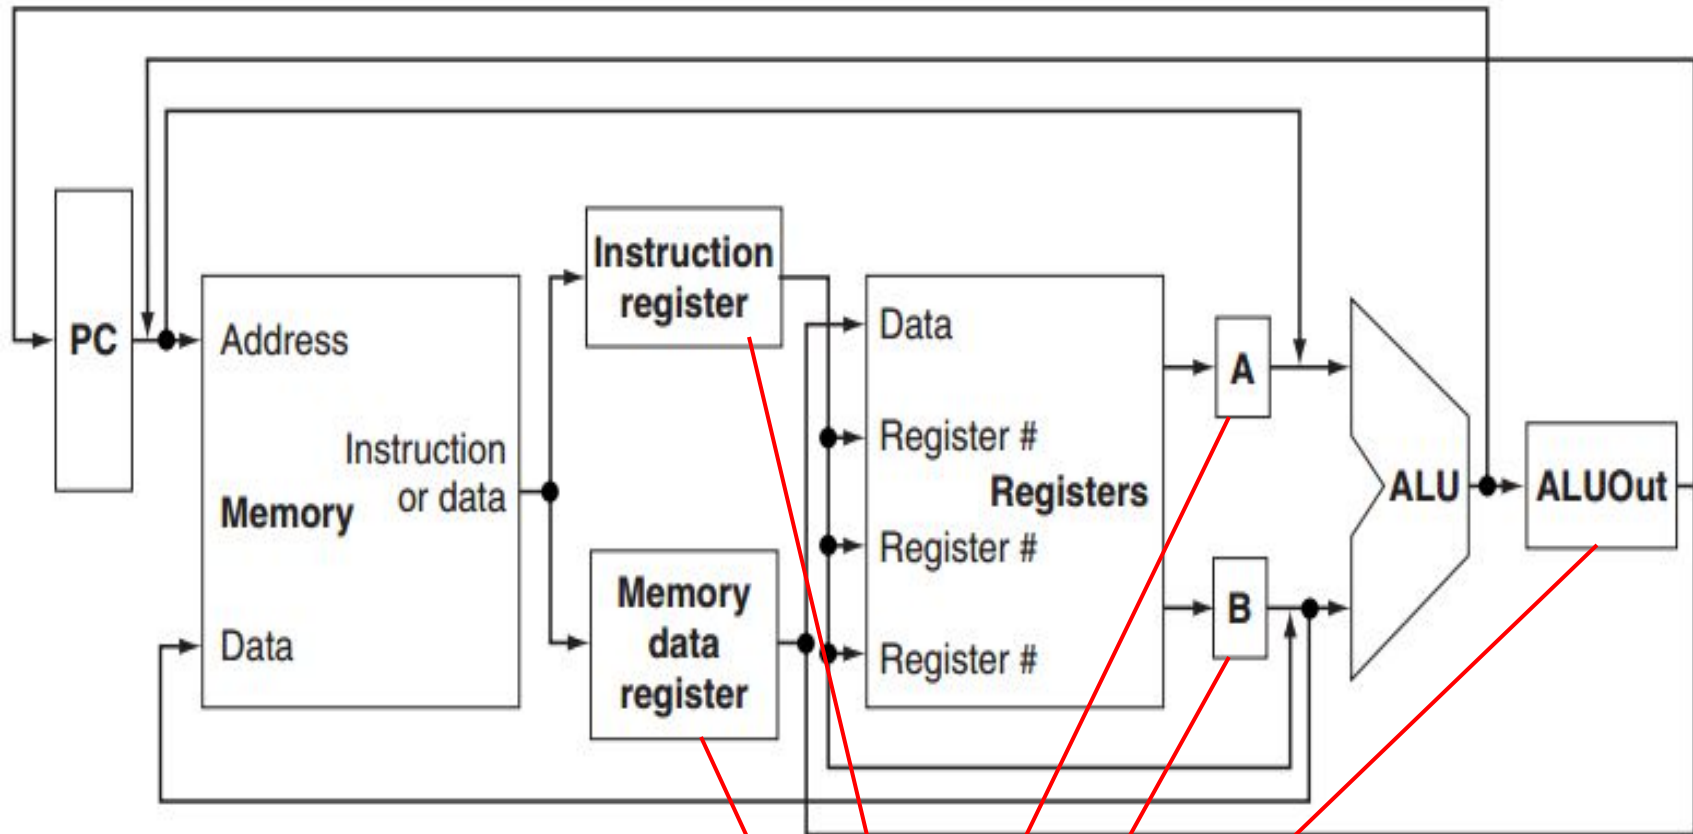 PC
Address
Instruction
or data
Memory
Data
Instruction
register
Memory
data
register
Data
Register #
Registers
Register #
Register #
A
B
ALU
ALUOut